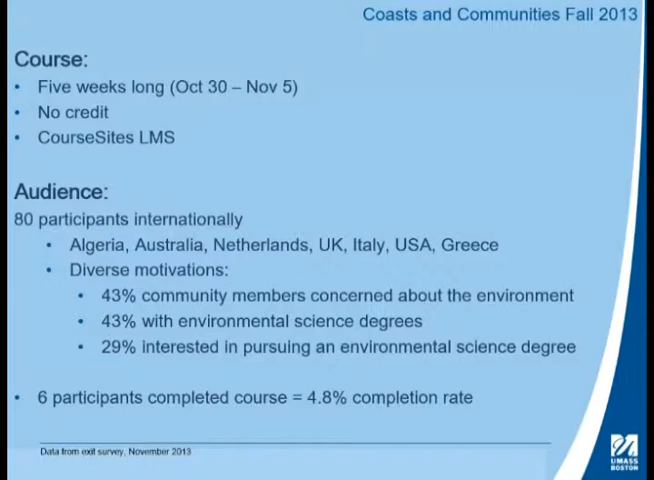 Coasts and Communities Fall 2013
Course:
• Five weeks long (Oct 30 – Nov 5)
• No credit
• CourseSites LMS
Audience:
80 participants internationally
• Algeria, Australia, Netherlands, UK, Italy, USA, Greece
• Diverse motivations:
• 43% community members concerned about the environment
• 43% with environmental science degrees
• 29% interested in pursuing an environmental science degree
• 6 participants completed course = 4.8% completion rate
Data from exit survey, November 2013
UMASS
BOSTON